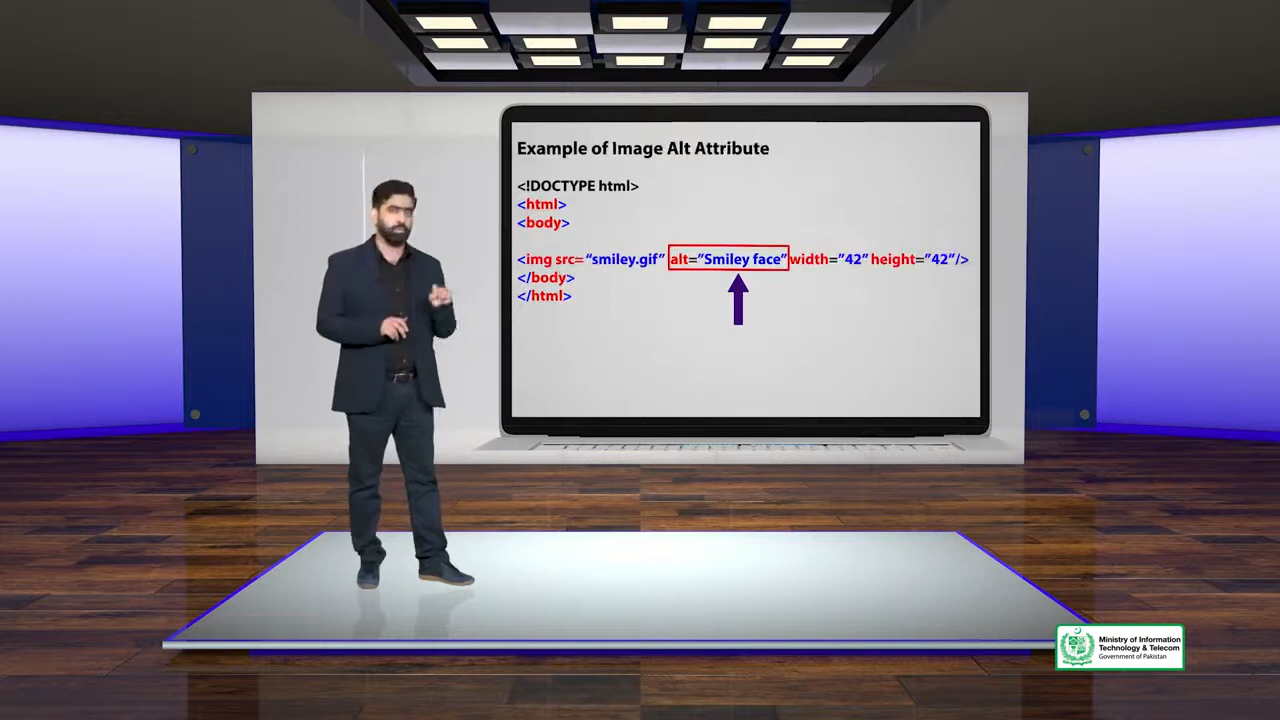 Example of Image Alt Attribute
<!DOCTYPE html>
<html>
<body>
<img src= “smiley.gif” alt=”Smiley face” width=”42” height=”42”/>
</body>
</html>
Ministry of Information
Technology & Telecom
Government of Pakistan